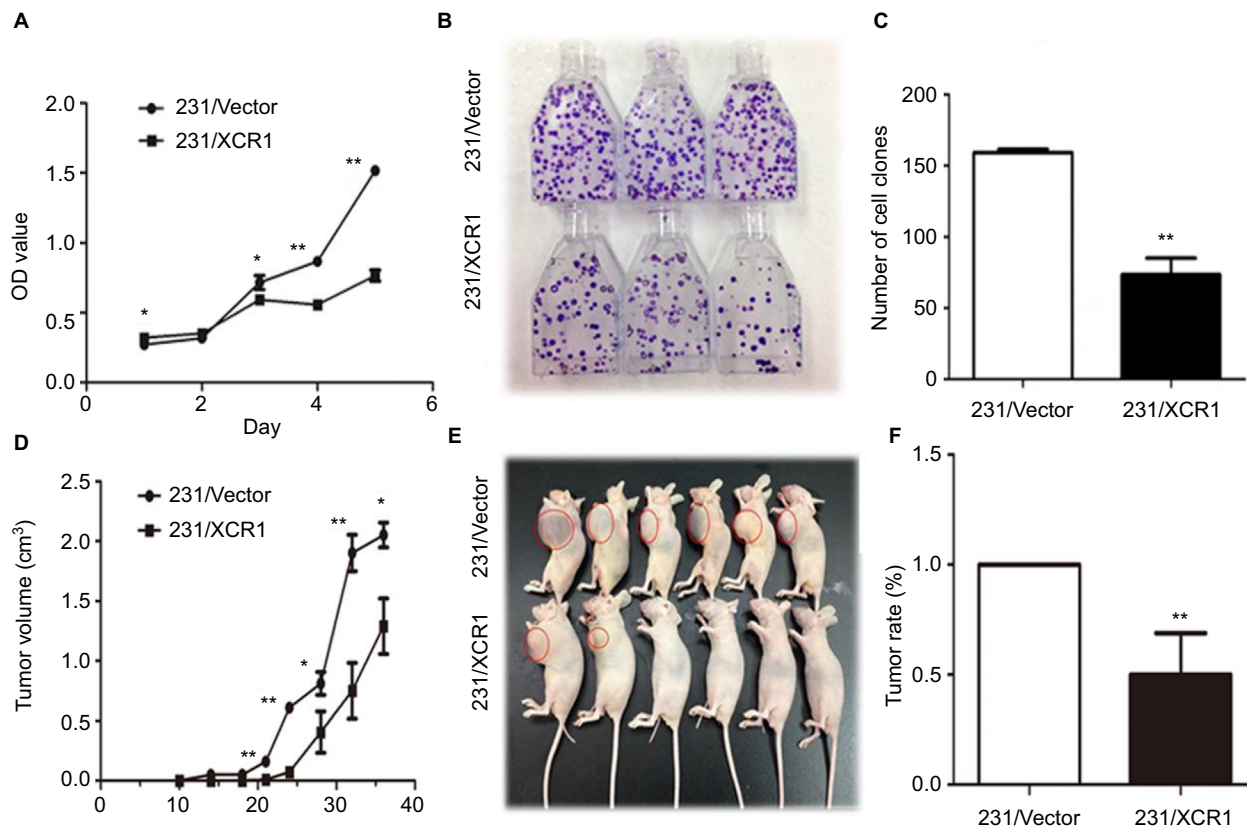 A
OD value
2.0
1.5
1.0
0.5
0.0
231/Vector
231/XCR1
*
*
**
**
0
2
4
6
Day
B
231/Vector
231/XCR1
C
Number of cell clones
200
150
100
50
0
**
231/Vector
231/XCR1
D
Tumor volume (cm³)
2.5
2.0
1.5
1.0
0.5
0.0
231/Vector
231/XCR1
**
**
*
**
*
0
10
20
30
40
E
231/Vector
231/XCR1
F
Tumor rate (%)
1.5
1.0
0.5
0.0
**
231/Vector
231/XCR1